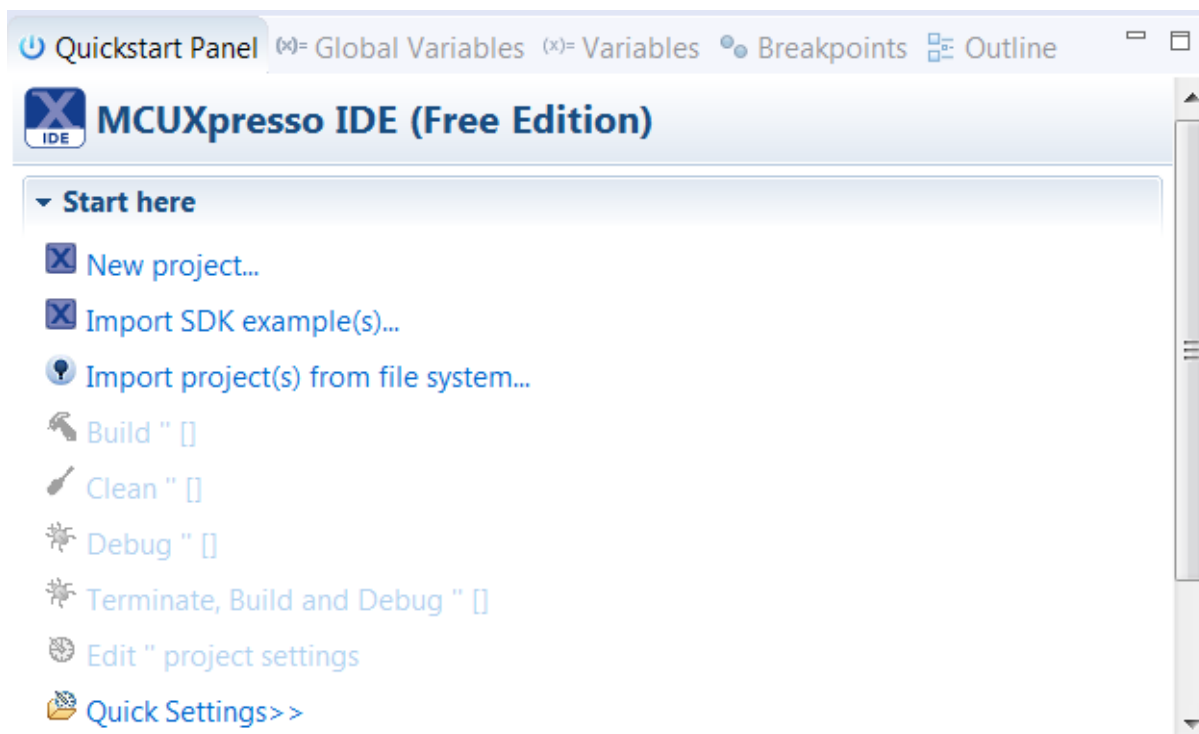 Quickstart Panel (x)= Global Variables (x)= Variables Breakpoints Outline
IDE MCUXpresso IDE (Free Edition)
Start here
New project...
Import SDK example(s)...
Import project(s) from file system...
Build '' []
Clean '' []
Debug '' []
Terminate, Build and Debug '' []
Edit '' project settings
Quick Settings>>